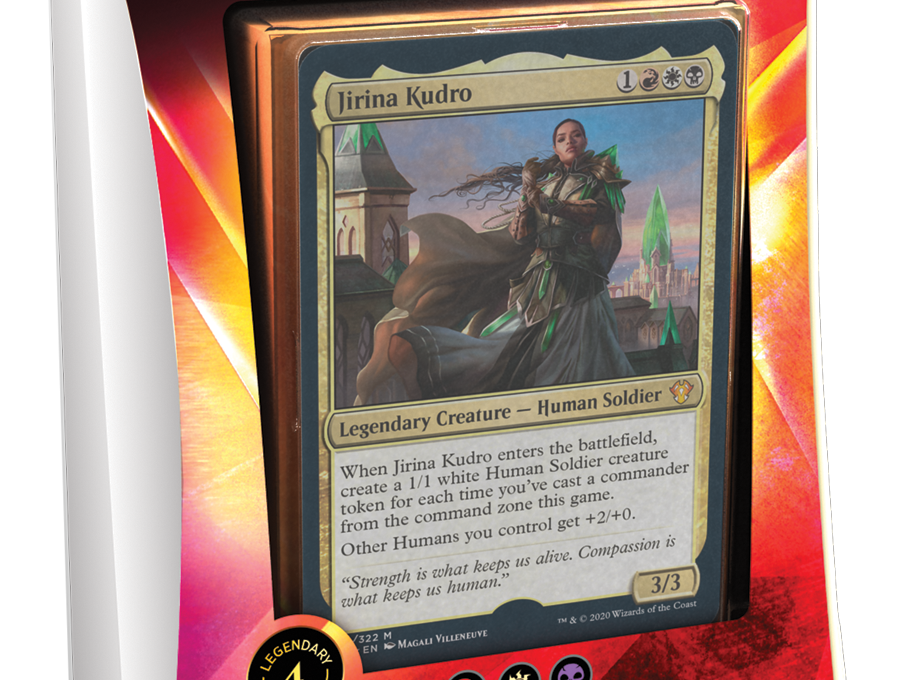 Jirina Kudro 1
Legendary Creature — Human Soldier
When Jirina Kudro enters the battlefield,
create a 1/1 white Human Soldier creature
token for each time you've cast a commander
from the command zone this game.
Other Humans you control get +2/+0.
“Strength is what keeps us alive. Compassion is
what keeps us human.”
3/3
/322 M
EN MAGALI VILLENEUVE
™ & © 2020 Wizards of the Coast
LEGENDARY